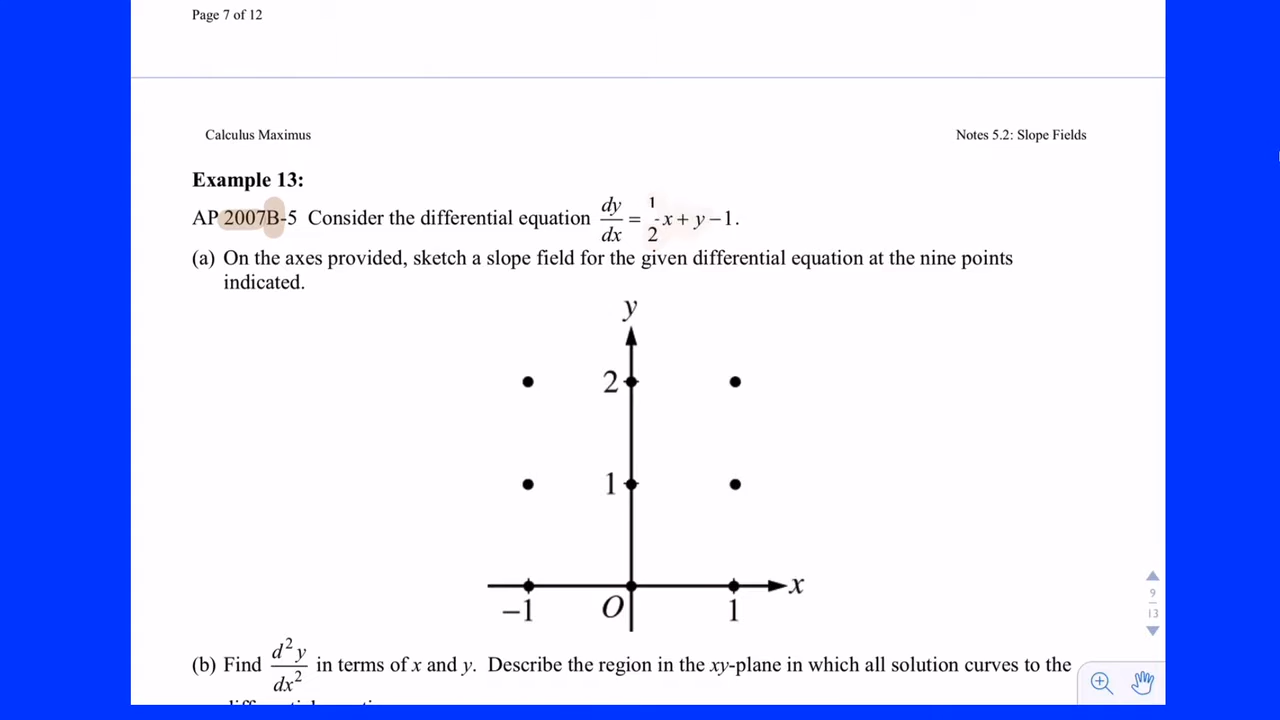 Page 7 of 12
Calculus Maximus
Notes 5.2: Slope Fields
Example 13:
AP 2007B-5 Consider the differential equation dy/dx = 1/2 x + y − 1.
(a) On the axes provided, sketch a slope field for the given differential equation at the nine points
indicated.
y
2
1
x
−1 O 1
(b) Find d²y/dx² in terms of x and y. Describe the region in the xy-plane in which all solution curves to the
9
13